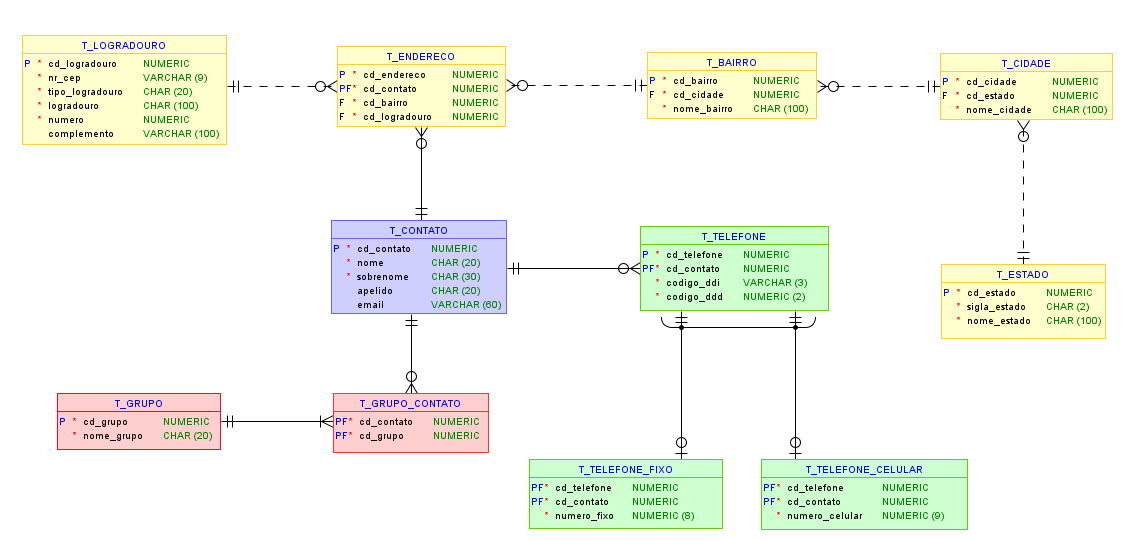 T_LOGRADOURO
P * cd_logradouro NUMERIC
* nr_cep VARCHAR (9)
* tipo_logradouro CHAR (20)
* logradouro CHAR (100)
* numero NUMERIC
complemento VARCHAR (100)
T_ENDERECO
P * cd_endereco NUMERIC
PF* cd_contato NUMERIC
F * cd_bairro NUMERIC
F * cd_logradouro NUMERIC
T_BAIRRO
P * cd_bairro NUMERIC
F * cd_cidade NUMERIC
* nome_bairro CHAR (100)
T_CIDADE
P * cd_cidade NUMERIC
F * cd_estado NUMERIC
* nome_cidade CHAR (100)
T_CONTATO
P * cd_contato NUMERIC
* nome CHAR (20)
* sobrenome CHAR (30)
apelido CHAR (20)
email VARCHAR (60)
T_TELEFONE
P * cd_telefone NUMERIC
PF* cd_contato NUMERIC
* codigo_ddi VARCHAR (3)
* codigo_ddd NUMERIC (2)
T_ESTADO
P * cd_estado NUMERIC
* sigla_estado CHAR (2)
* nome_estado CHAR (100)
T_GRUPO
P * cd_grupo NUMERIC
* nome_grupo CHAR (20)
T_GRUPO_CONTATO
PF* cd_contato NUMERIC
PF* cd_grupo NUMERIC
T_TELEFONE_FIXO
PF* cd_telefone NUMERIC
PF* cd_contato NUMERIC
* numero_fixo NUMERIC (8)
T_TELEFONE_CELULAR
PF* cd_telefone NUMERIC
PF* cd_contato NUMERIC
* numero_celular NUMERIC (9)